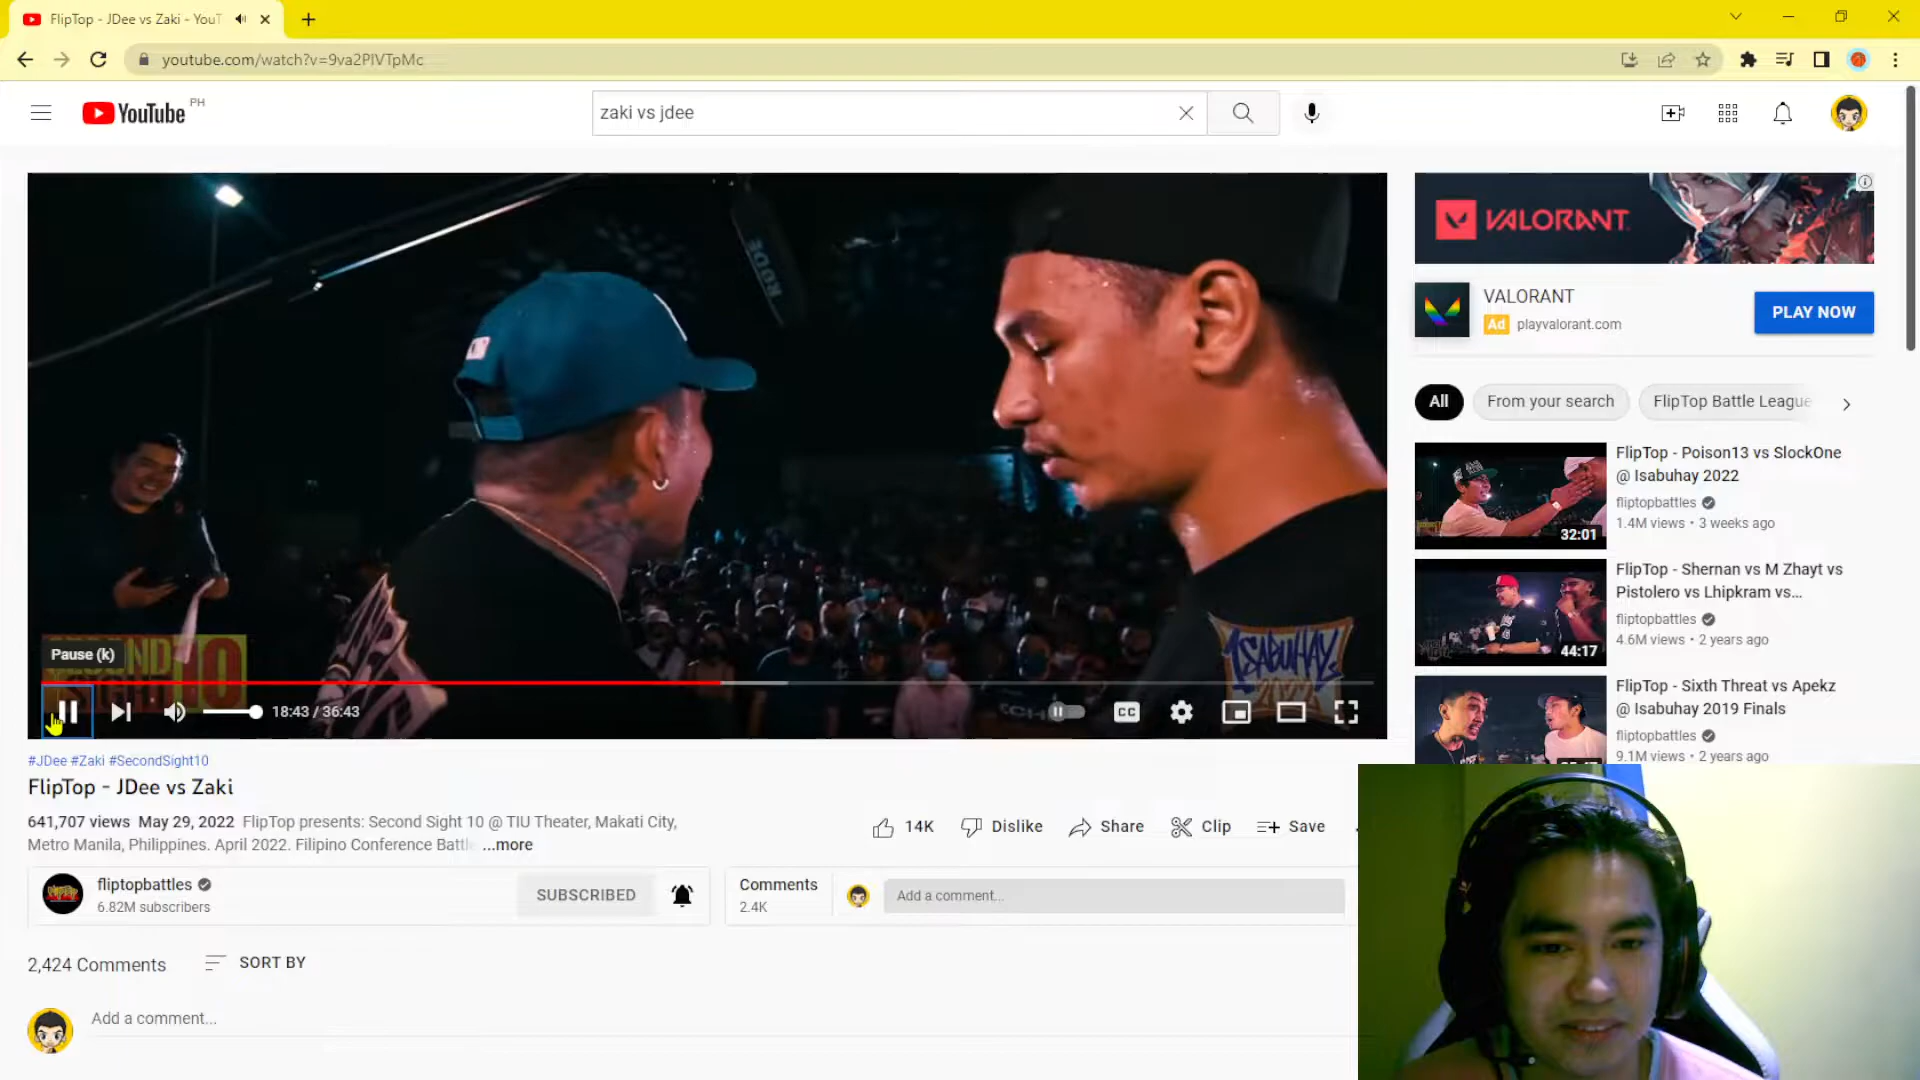 FlipTop - JDee vs Zaki - YouT
youtube.com/watch?v=9va2PlVTpMc
YouTube PH
zaki vs jdee
RODE
SECOND
SIGHT 10
ISABUHAY
Pause (k)
18:43 / 36:43
CC
#JDee #Zaki #SecondSight10
FlipTop - JDee vs Zaki
641,707 views May 29, 2022 FlipTop presents: Second Sight 10 @ TIU Theater, Makati City,
Metro Manila, Philippines. April 2022. Filipino Conference Battl ...more
14K Dislike Share Clip Save
fliptopbattles
6.82M subscribers
SUBSCRIBED
Comments
2.4K
Add a comment...
2,424 Comments SORT BY
Add a comment...
VALORANT
VALORANT
Ad playvalorant.com
PLAY NOW
All From your search FlipTop Battle League
FlipTop - Poison13 vs SlockOne
@ Isabuhay 2022
fliptopbattles
1.4M views • 3 weeks ago
32:01
FlipTop - Shernan vs M Zhayt vs
Pistolero vs Lhipkram vs...
fliptopbattles
4.6M views • 2 years ago
44:17
FlipTop - Sixth Threat vs Apekz
@ Isabuhay 2019 Finals
fliptopbattles
9.1M views • 2 years ago